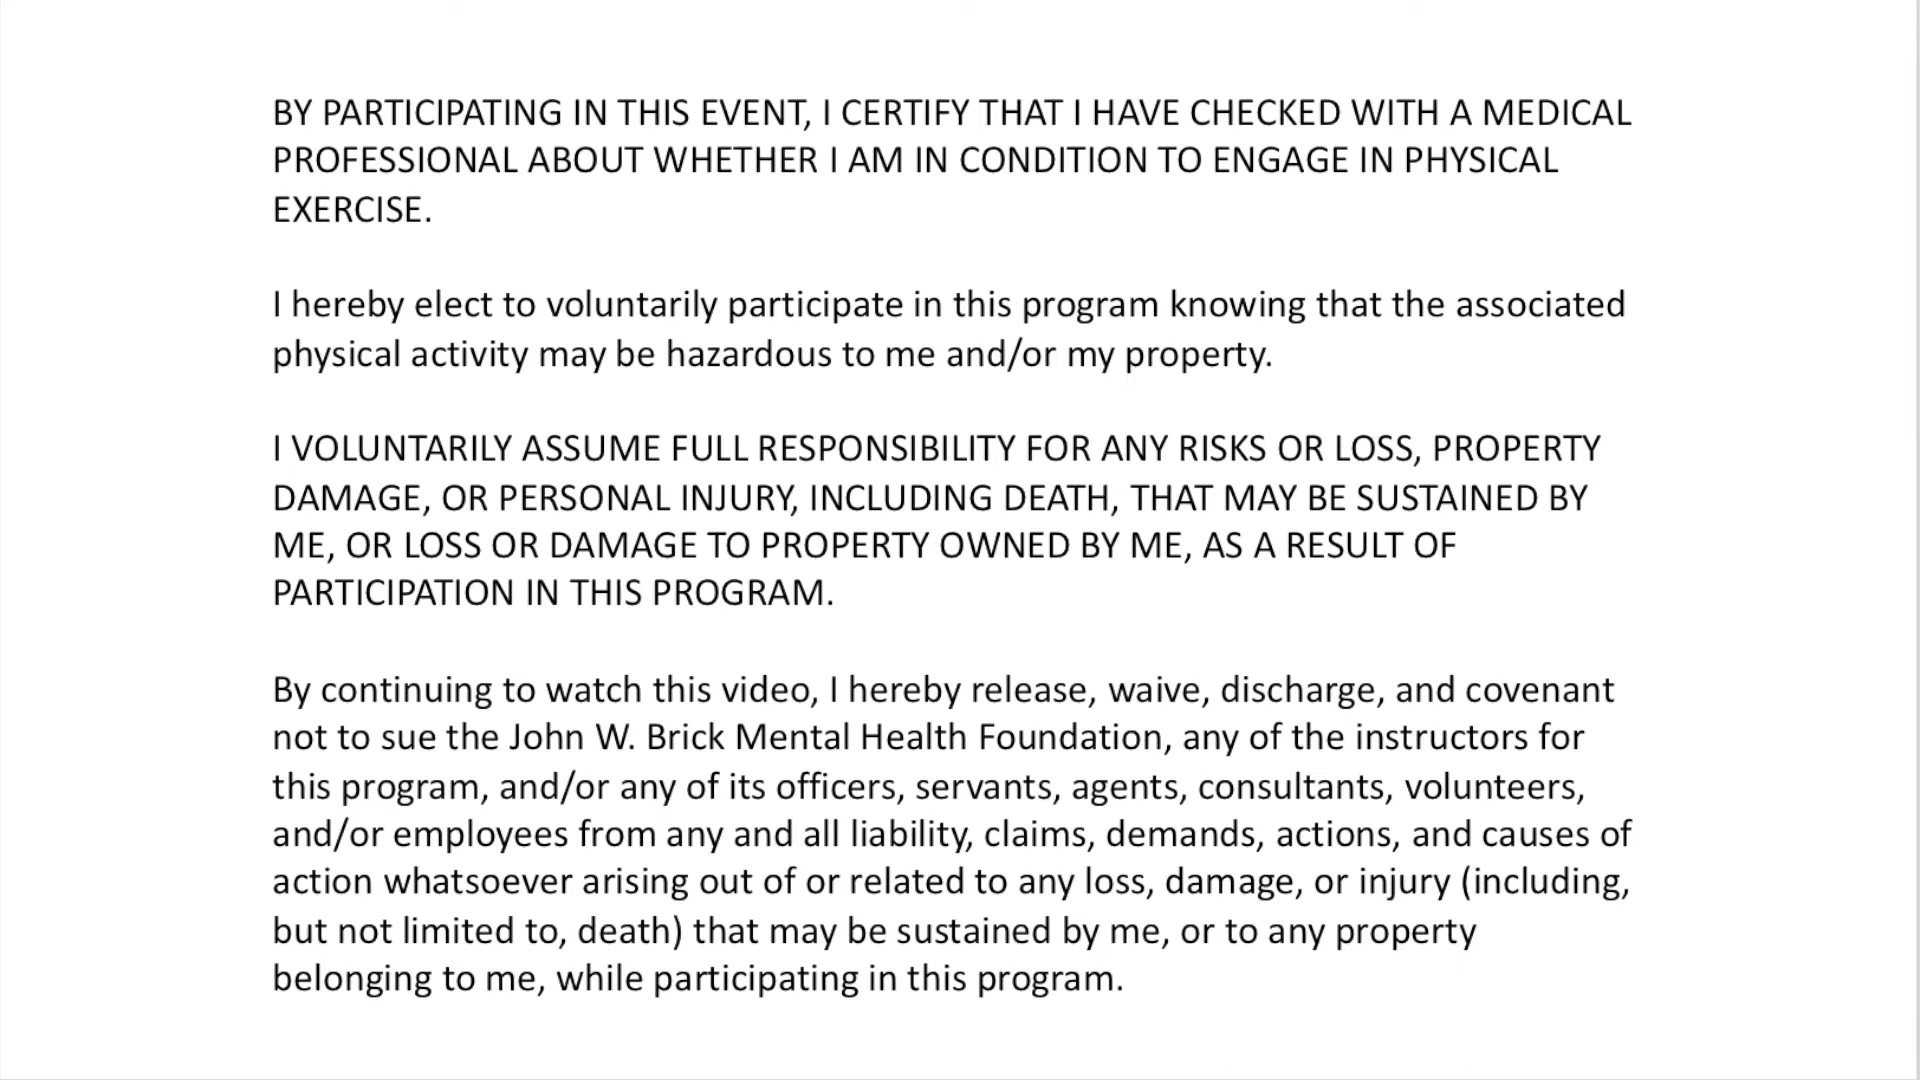 BY PARTICIPATING IN THIS EVENT, I CERTIFY THAT I HAVE CHECKED WITH A MEDICAL
PROFESSIONAL ABOUT WHETHER I AM IN CONDITION TO ENGAGE IN PHYSICAL
EXERCISE.
I hereby elect to voluntarily participate in this program knowing that the associated
physical activity may be hazardous to me and/or my property.
I VOLUNTARILY ASSUME FULL RESPONSIBILITY FOR ANY RISKS OR LOSS, PROPERTY
DAMAGE, OR PERSONAL INJURY, INCLUDING DEATH, THAT MAY BE SUSTAINED BY
ME, OR LOSS OR DAMAGE TO PROPERTY OWNED BY ME, AS A RESULT OF
PARTICIPATION IN THIS PROGRAM.
By continuing to watch this video, I hereby release, waive, discharge, and covenant
not to sue the John W. Brick Mental Health Foundation, any of the instructors for
this program, and/or any of its officers, servants, agents, consultants, volunteers,
and/or employees from any and all liability, claims, demands, actions, and causes of
action whatsoever arising out of or related to any loss, damage, or injury (including,
but not limited to, death) that may be sustained by me, or to any property
belonging to me, while participating in this program.